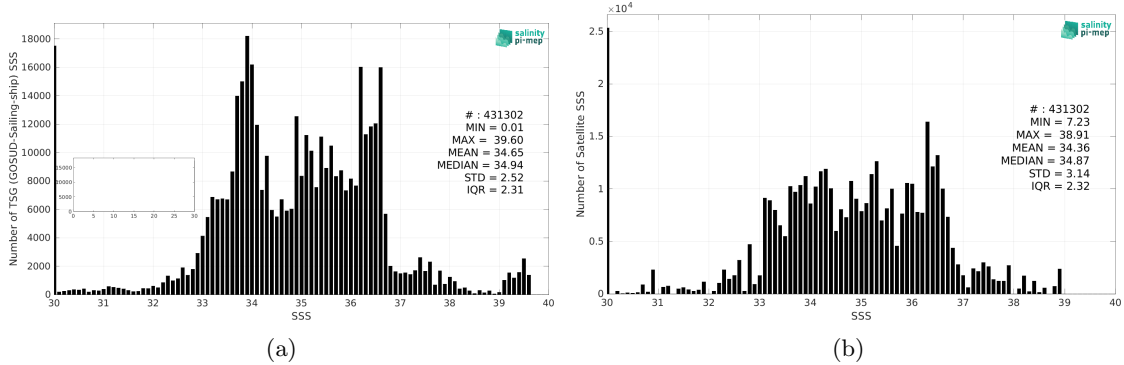 salinity
pi-mep
18000
16000
14000
12000
10000
8000
6000
4000
2000
0
Number of TSG (GOSUD-Sailing-ship) SSS
# : 431302
MIN = 0.01
MAX = 39.60
MEAN = 34.65
MEDIAN = 34.94
STD = 2.52
IQR = 2.31
15000
10000
5000
0
0 5 10 15 20 25 30
30 31 32 33 34 35 36 37 38 39 40
SSS
(a)
×10⁴
salinity
pi-mep
2.5
2
1.5
1
0.5
0
Number of Satellite SSS
# : 431302
MIN = 7.23
MAX = 38.91
MEAN = 34.36
MEDIAN = 34.87
STD = 3.14
IQR = 2.32
30 31 32 33 34 35 36 37 38 39 40
SSS
(b)